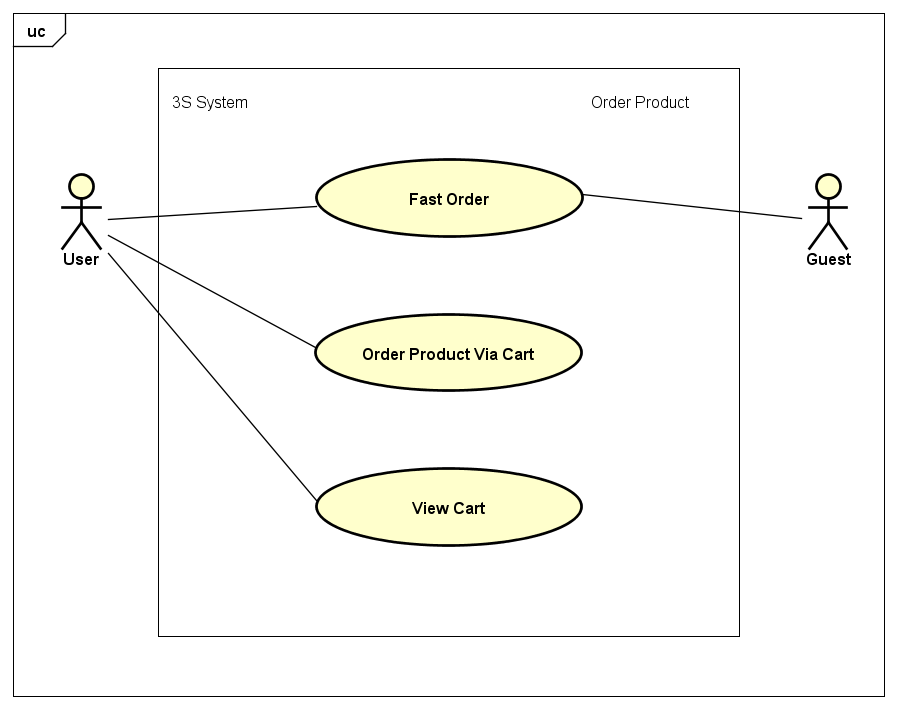 uc
3S System
Order Product
Fast Order
User
Guest
Order Product Via Cart
View Cart